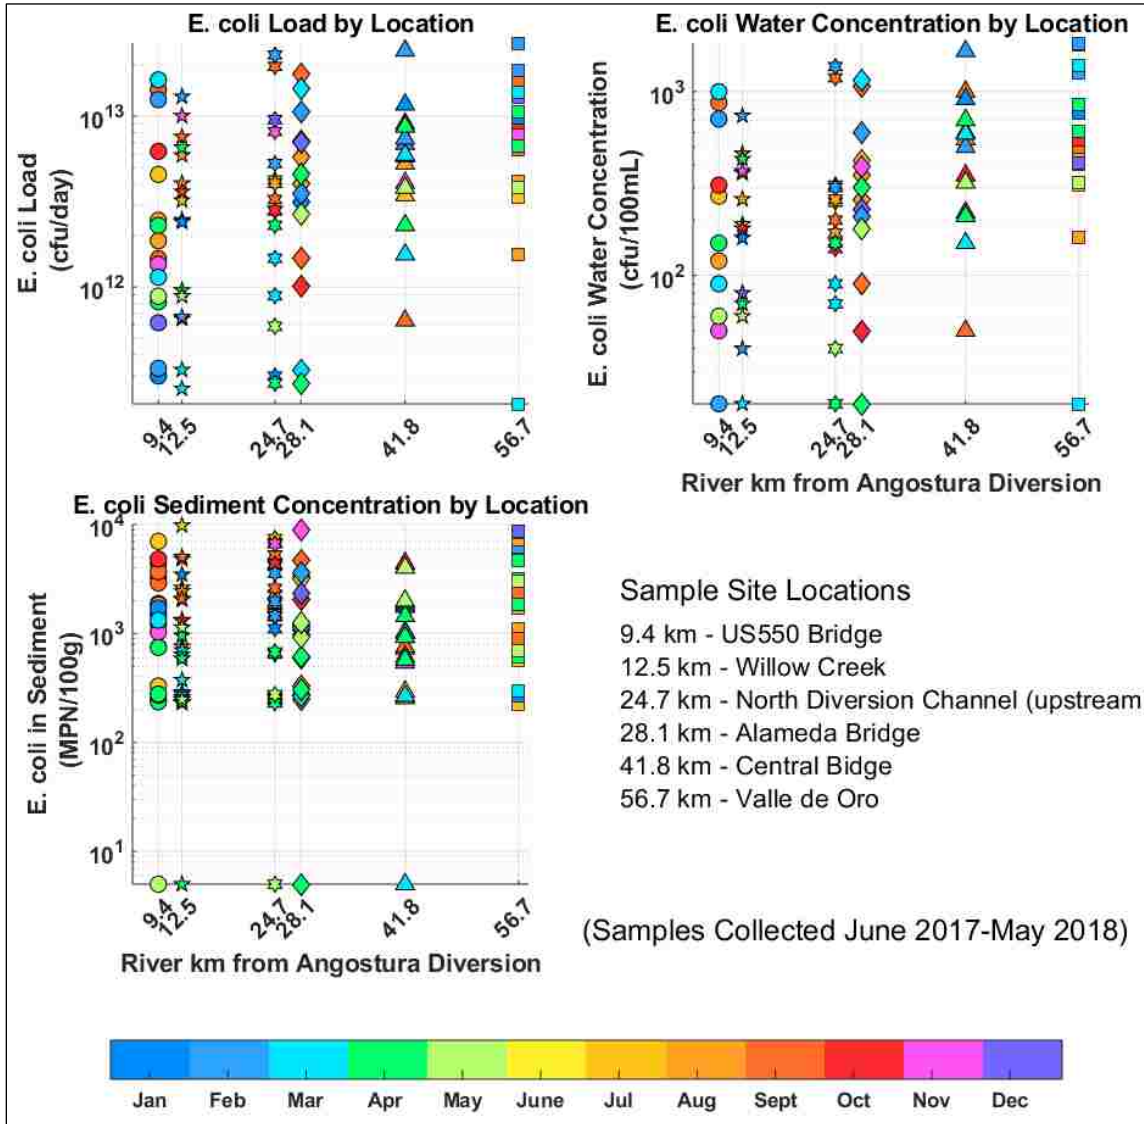 E. coli Load by Location
E. coli Water Concentration by Location
E. coli Load
(cfu/day)
10^13
10^12
9.4
12.5
24.7
28.1
41.8
56.7
E. coli Water Concentration
(cfu/100mL)
10^3
10^2
9.4
12.5
24.7
28.1
41.8
56.7
River km from Angostura Diversion
E. coli Sediment Concentration by Location
E. coli in Sediment
(MPN/100g)
10^4
10^3
10^2
10^1
9.4
12.5
24.7
28.1
41.8
56.7
River km from Angostura Diversion
Sample Site Locations
9.4 km - US550 Bridge
12.5 km - Willow Creek
24.7 km - North Diversion Channel (upstream
28.1 km - Alameda Bridge
41.8 km - Central Bidge
56.7 km - Valle de Oro
(Samples Collected June 2017-May 2018)
Jan Feb Mar Apr May June Jul Aug Sept Oct Nov Dec